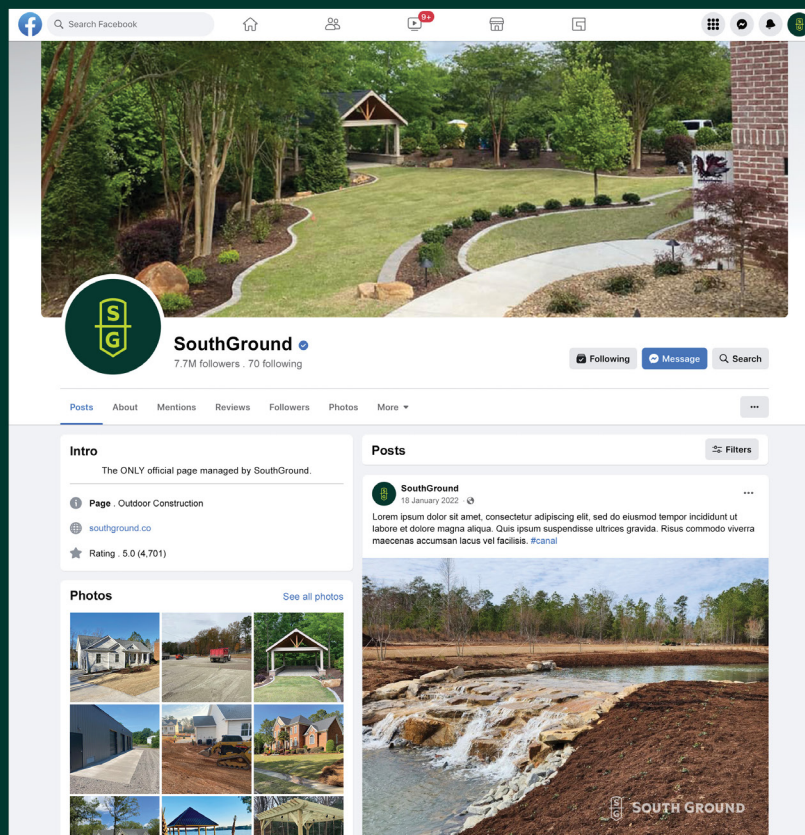 Search Facebook
9+
S
G
SouthGround
7.7M followers . 70 following
Following
Message
Search
Posts
About
Mentions
Reviews
Followers
Photos
More
Intro
The ONLY official page managed by SouthGround.
Page . Outdoor Construction
southground.co
Rating . 5.0 (4,701)
Photos
See all photos
Posts
Filters
SouthGround
18 January 2022 ·
Lorem ipsum dolor sit amet, consectetur adipiscing elit, sed do eiusmod tempor incididunt ut
labore et dolore magna aliqua. Quis ipsum suspendisse ultrices gravida. Risus commodo viverra
maecenas accumsan lacus vel facilisis. #canal
S
G
SOUTH GROUND